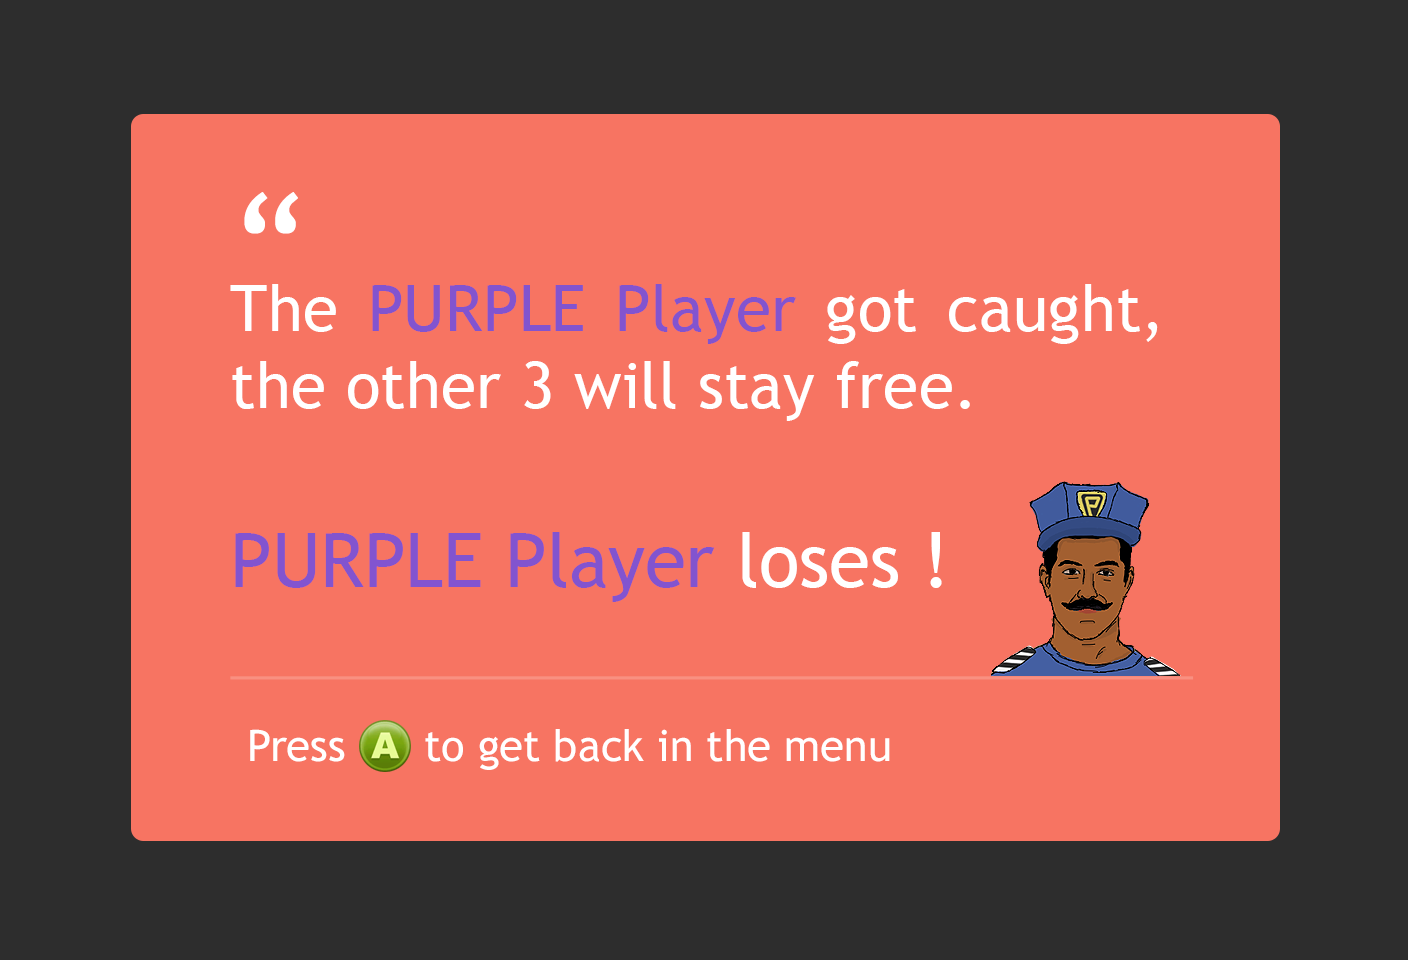 “
The PURPLE Player got caught,
the other 3 will stay free.
PURPLE Player loses !
P
Press A to get back in the menu